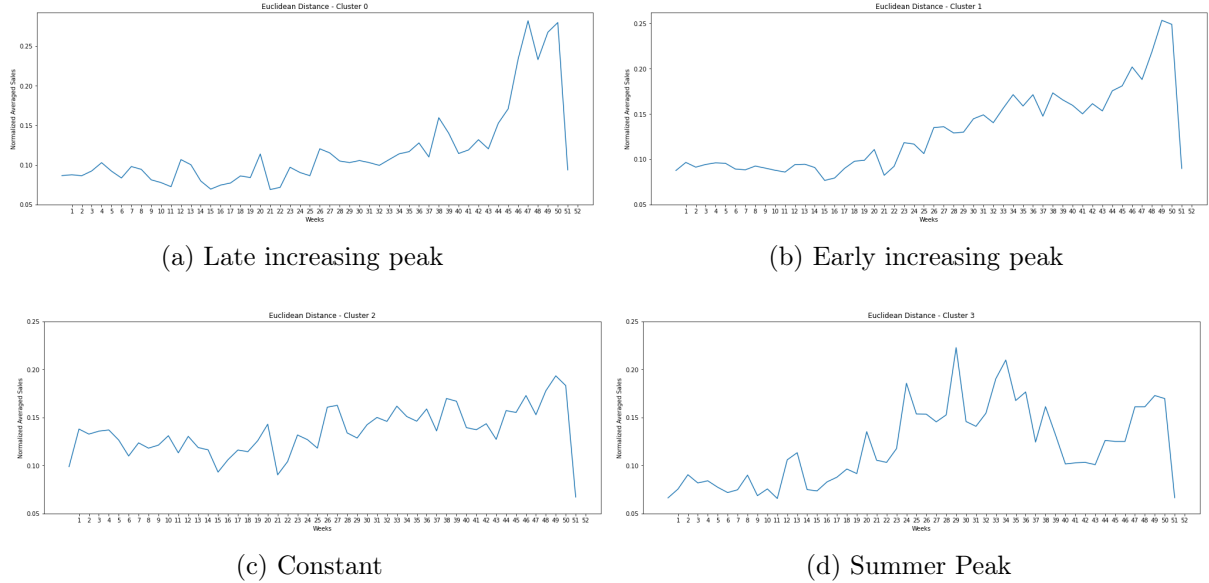 Euclidean Distance - Cluster 0
Normalized Averaged Sales
0.25
0.20
0.15
0.10
0.05
1 2 3 4 5 6 7 8 9 10 11 12 13 14 15 16 17 18 19 20 21 22 23 24 25 26 27 28 29 30 31 32 33 34 35 36 37 38 39 40 41 42 43 44 45 46 47 48 49 50 51 52
Weeks
(a) Late increasing peak
Euclidean Distance - Cluster 1
Normalized Averaged Sales
0.25
0.20
0.15
0.10
0.05
1 2 3 4 5 6 7 8 9 10 11 12 13 14 15 16 17 18 19 20 21 22 23 24 25 26 27 28 29 30 31 32 33 34 35 36 37 38 39 40 41 42 43 44 45 46 47 48 49 50 51 52
Weeks
(b) Early increasing peak
Euclidean Distance - Cluster 2
Normalized Averaged Sales
0.25
0.20
0.15
0.10
0.05
1 2 3 4 5 6 7 8 9 10 11 12 13 14 15 16 17 18 19 20 21 22 23 24 25 26 27 28 29 30 31 32 33 34 35 36 37 38 39 40 41 42 43 44 45 46 47 48 49 50 51 52
Weeks
(c) Constant
Euclidean Distance - Cluster 3
Normalized Averaged Sales
0.25
0.20
0.15
0.10
0.05
1 2 3 4 5 6 7 8 9 10 11 12 13 14 15 16 17 18 19 20 21 22 23 24 25 26 27 28 29 30 31 32 33 34 35 36 37 38 39 40 41 42 43 44 45 46 47 48 49 50 51 52
Weeks
(d) Summer Peak